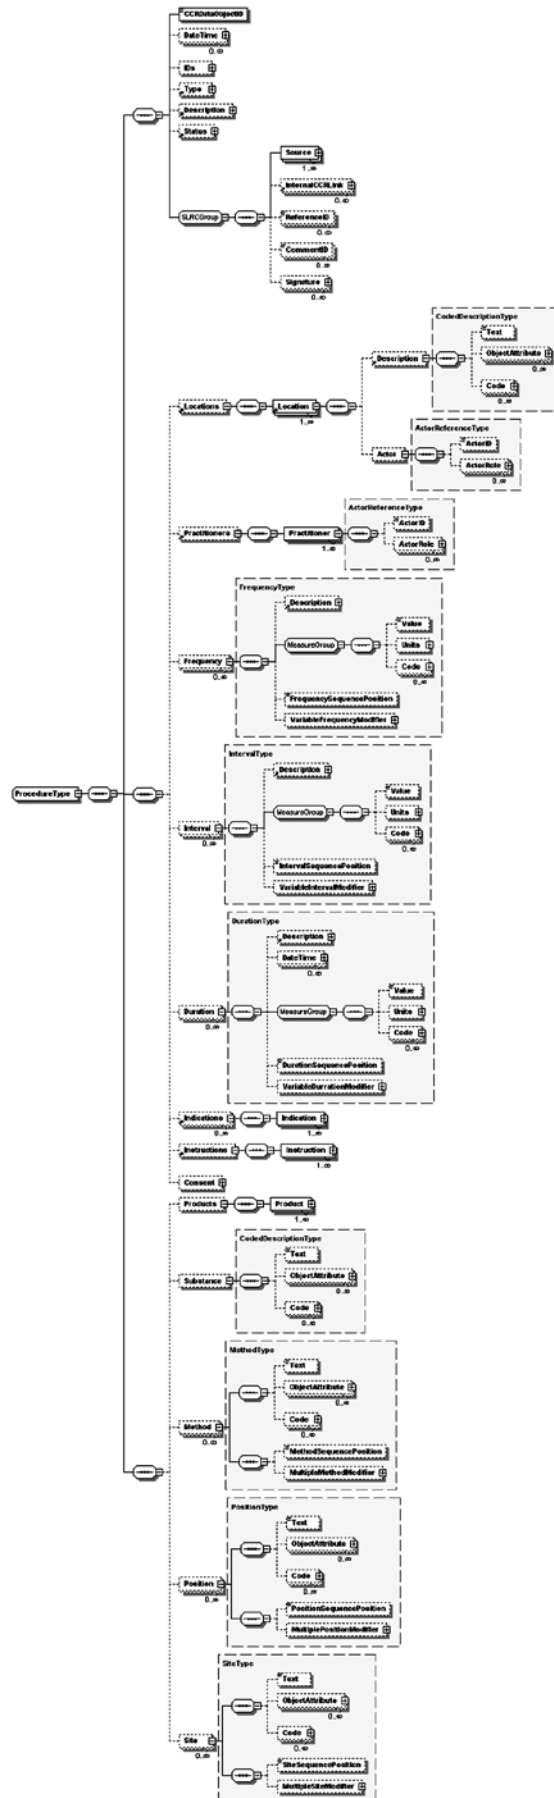 CCRDataObjectID
DateTime
0..∞
IDs
Type
Description
Status
SLRCGroup
Source
1..∞
InternalCCRLink
0..∞
ReferenceID
0..∞
CommentID
0..∞
Signature
0..∞
CodedDescriptionType
Text
Description
ObjectAttribute
0..∞
Code
0..∞
Locations
Location
1..∞
ActorReferenceType
ActorID
Actor
ActorRole
0..∞
ActorReferenceType
ActorID
Practitioners
Practitioner
1..∞
ActorRole
0..∞
FrequencyType
Description
Value
MeasureGroup
Units
Frequency
0..∞
Code
0..∞
FrequencySequencePosition
VariableFrequencyModifier
IntervalType
Description
Value
ProcedureType
MeasureGroup
Units
Interval
0..∞
Code
0..∞
IntervalSequencePosition
VariableIntervalModifier
DurationType
Description
DateTime
0..∞
Value
Duration
0..∞
MeasureGroup
Units
Code
0..∞
DurationSequencePosition
VariableDurrationModifier
Indications
0..∞
Indication
1..∞
Instructions
Instruction
1..∞
Consent
Products
Product
1..∞
CodedDescriptionType
Text
Substance
ObjectAttribute
0..∞
Code
0..∞
MethodType
Text
ObjectAttribute
0..∞
Code
0..∞
Method
0..∞
MethodSequencePosition
MultipleMethodModifier
PositionType
Text
ObjectAttribute
0..∞
Code
0..∞
Position
0..∞
PositionSequencePosition
MultiplePositionModifier
SiteType
Text
ObjectAttribute
0..∞
Code
0..∞
Site
0..∞
SiteSequencePosition
MultipleSiteModifier